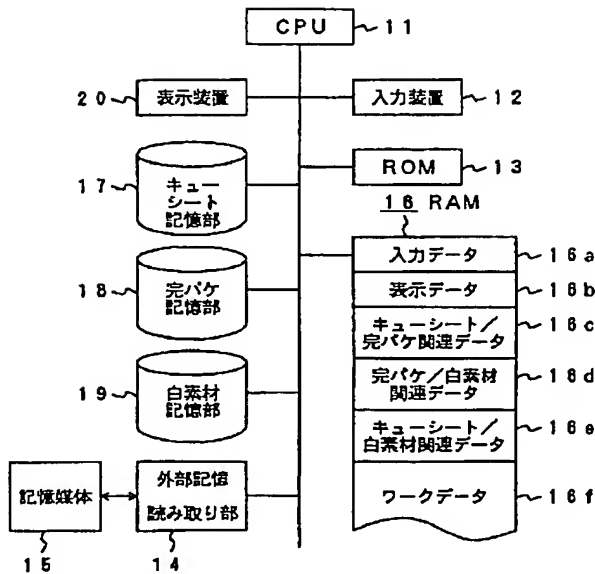 CPU
11
20
表示装置
入力装置
12
17
キュー
シート
記憶部
ROM
13
16 RAM
18
完パケ
記憶部
19
白素材
記憶部
入力データ
16a
表示データ
16b
キューシート／
完パケ関連データ
16c
完パケ／白素材
関連データ
16d
キューシート／
白素材関連データ
16e
ワークデータ
16f
記憶媒体
15
外部記憶
読み取り部
14